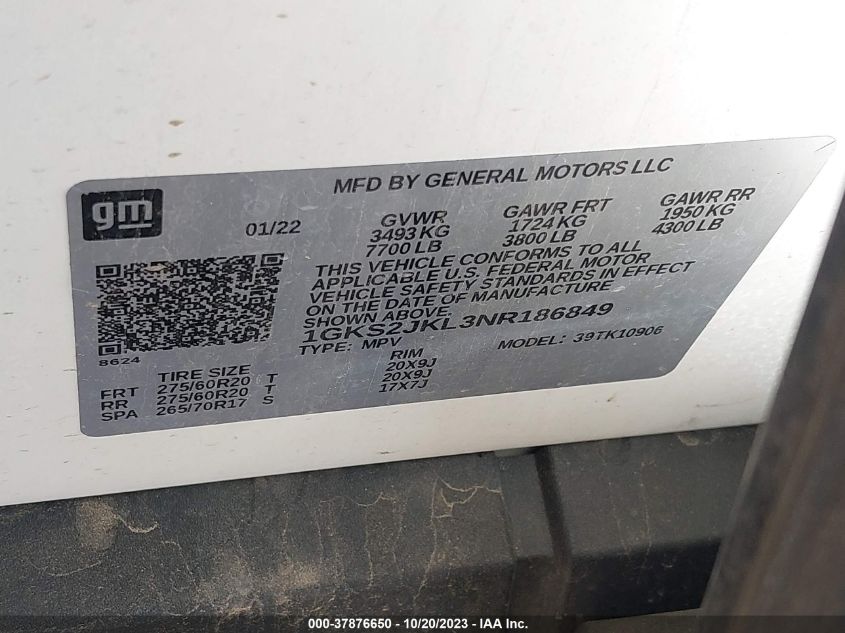 MFD BY GENERAL MOTORS LLC
gm
01/22
GVWR
3493 KG
7700 LB
GAWR FRT
1724 KG
3800 LB
GAWR RR
1950 KG
4300 LB
THIS VEHICLE CONFORMS TO ALL
APPLICABLE U.S. FEDERAL MOTOR
VEHICLE SAFETY STANDARDS IN EFFECT
ON THE DATE OF MANUFACTURE
SHOWN ABOVE.
1GKS2JKL3NR186849
TYPE: MPV
MODEL: 39TK10906
8624
TIRE SIZE
RIM
FRT 275/60R20 T 20X9J
RR 275/60R20 T 20X9J
SPA 265/70R17 S 17X7J
000-37876650 - 10/20/2023 - IAA Inc.